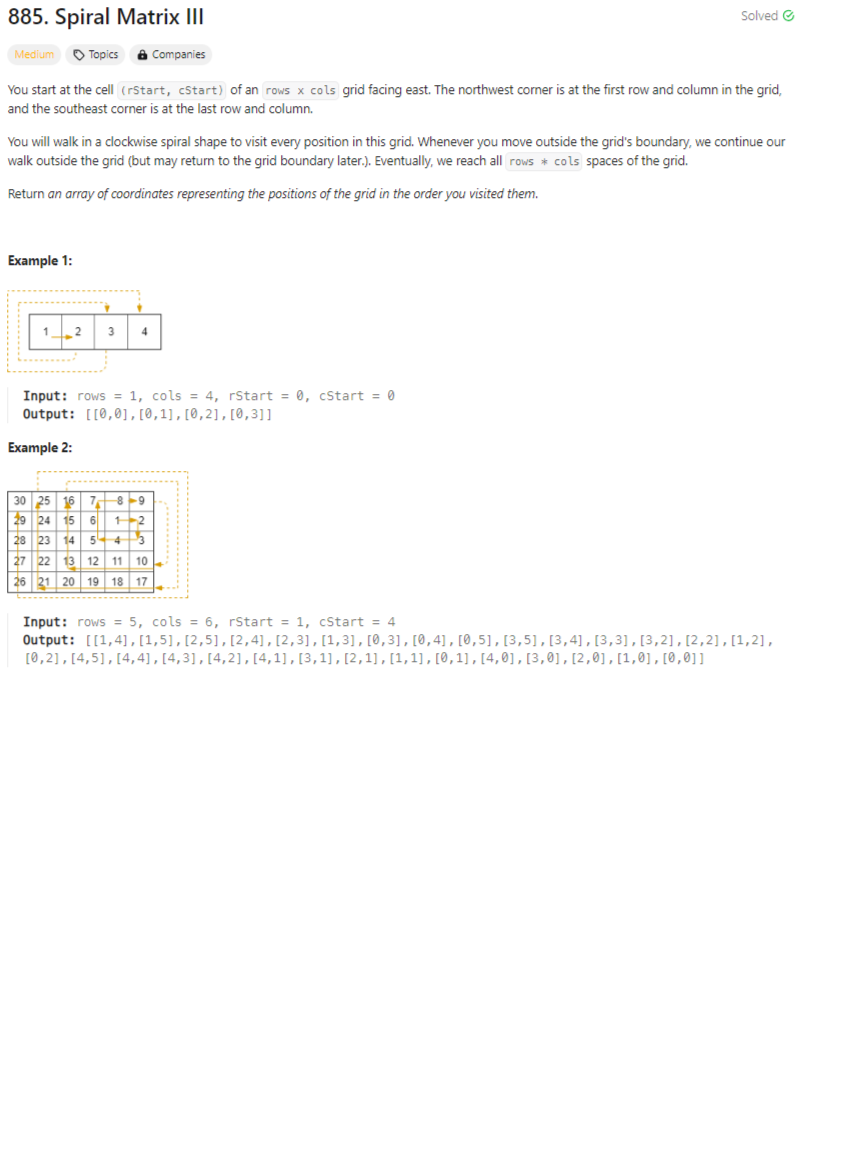 885. Spiral Matrix III
Solved
Medium Topics Companies
You start at the cell (rStart, cStart) of an rows x cols grid facing east. The northwest corner is at the first row and column in the grid,
and the southeast corner is at the last row and column.
You will walk in a clockwise spiral shape to visit every position in this grid. Whenever you move outside the grid's boundary, we continue our
walk outside the grid (but may return to the grid boundary later.). Eventually, we reach all rows * cols spaces of the grid.
Return an array of coordinates representing the positions of the grid in the order you visited them.
Example 1:
1 2 3 4
Input: rows = 1, cols = 4, rStart = 0, cStart = 0
Output: [[0,0],[0,1],[0,2],[0,3]]
Example 2:
30 25 16 7 8 9
29 24 15 6 1 2
28 23 14 5 4 3
27 22 13 12 11 10
26 21 20 19 18 17
Input: rows = 5, cols = 6, rStart = 1, cStart = 4
Output: [[1,4],[1,5],[2,5],[2,4],[2,3],[1,3],[0,3],[0,4],[0,5],[3,5],[3,4],[3,3],[3,2],[2,2],[1,2],
[0,2],[4,5],[4,4],[4,3],[4,2],[4,1],[3,1],[2,1],[1,1],[0,1],[4,0],[3,0],[2,0],[1,0],[0,0]]